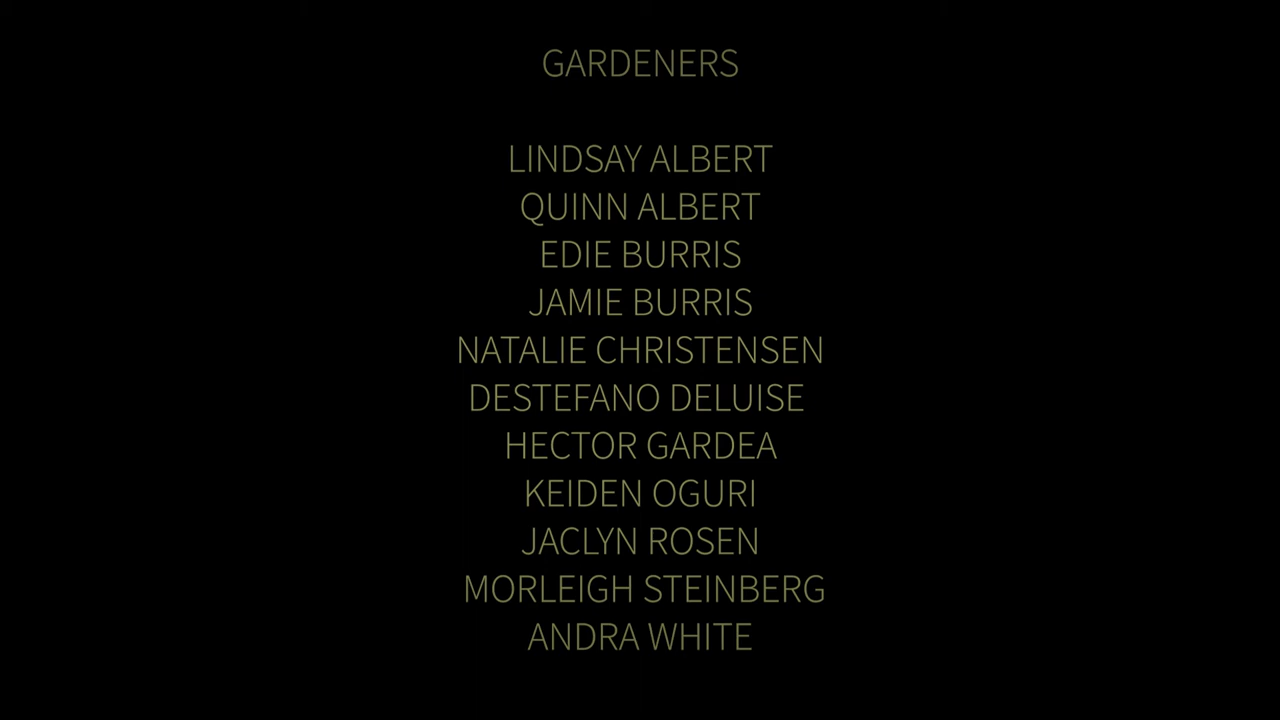 GARDENERS
LINDSAY ALBERT
QUINN ALBERT
EDIE BURRIS
JAMIE BURRIS
NATALIE CHRISTENSEN
DESTEFANO DELUISE
HECTOR GARDEA
KEIDEN OGURI
JACLYN ROSEN
MORLEIGH STEINBERG
ANDRA WHITE